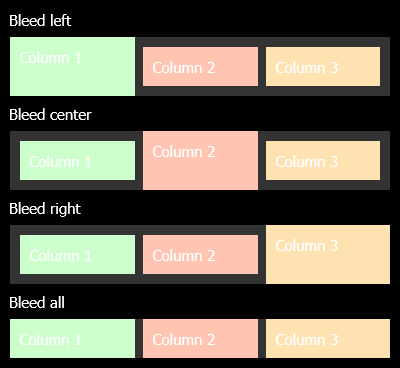 Bleed left
Column 1 Column 2 Column 3
Bleed center
Column 1 Column 2 Column 3
Bleed right
Column 1 Column 2 Column 3
Bleed all
Column 1 Column 2 Column 3